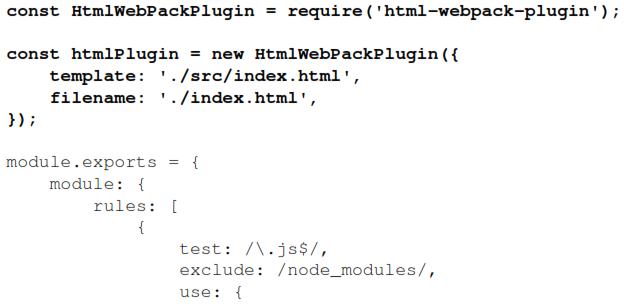 const HtmlWebPackPlugin = require('html-webpack-plugin');

const htmlPlugin = new HtmlWebPackPlugin({
    template: './src/index.html',
    filename: './index.html',
});

module.exports = {
    module: {
        rules: [
            {
                test: /\.js$/,
                exclude: /node_modules/,
                use: {